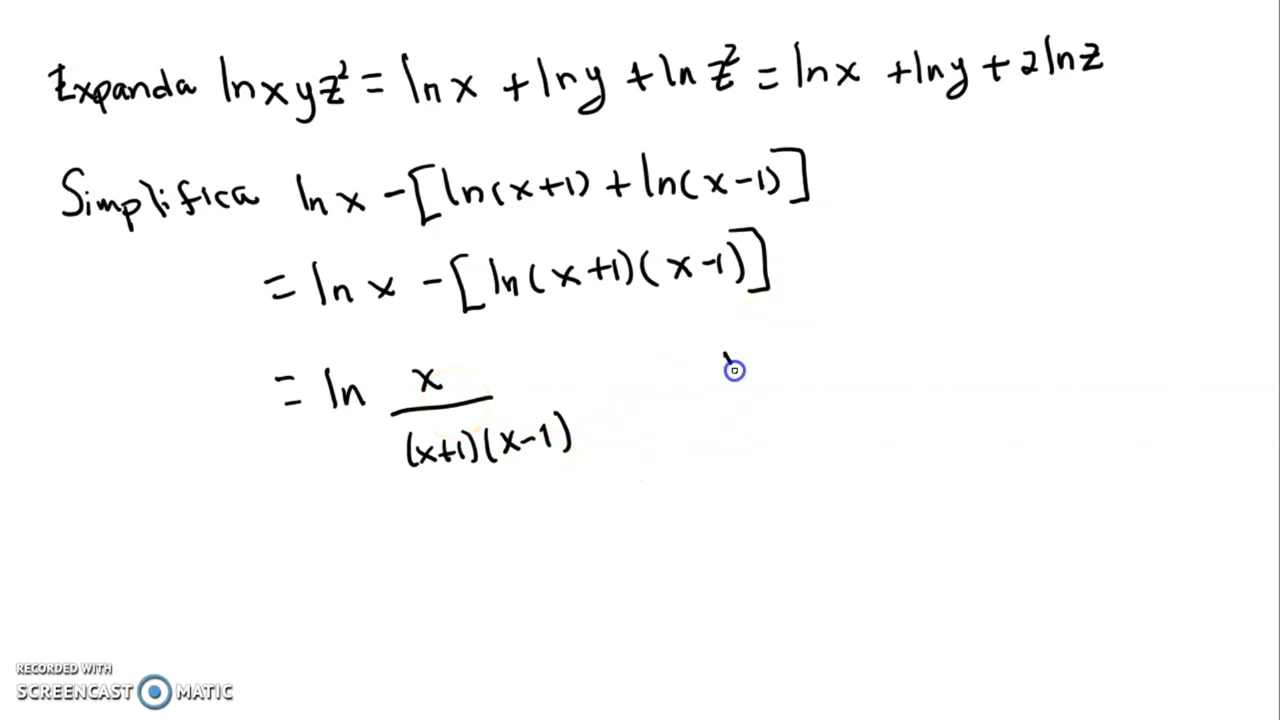 Expanda ln x y z² = ln x + ln y + ln z² = ln x + ln y + 2 ln z
Simplifica ln x - [ln(x+1) + ln(x-1)]
= ln x - [ln(x+1)(x-1)]
= ln x / (x+1)(x-1)
RECORDED WITH
SCREENCAST MATIC